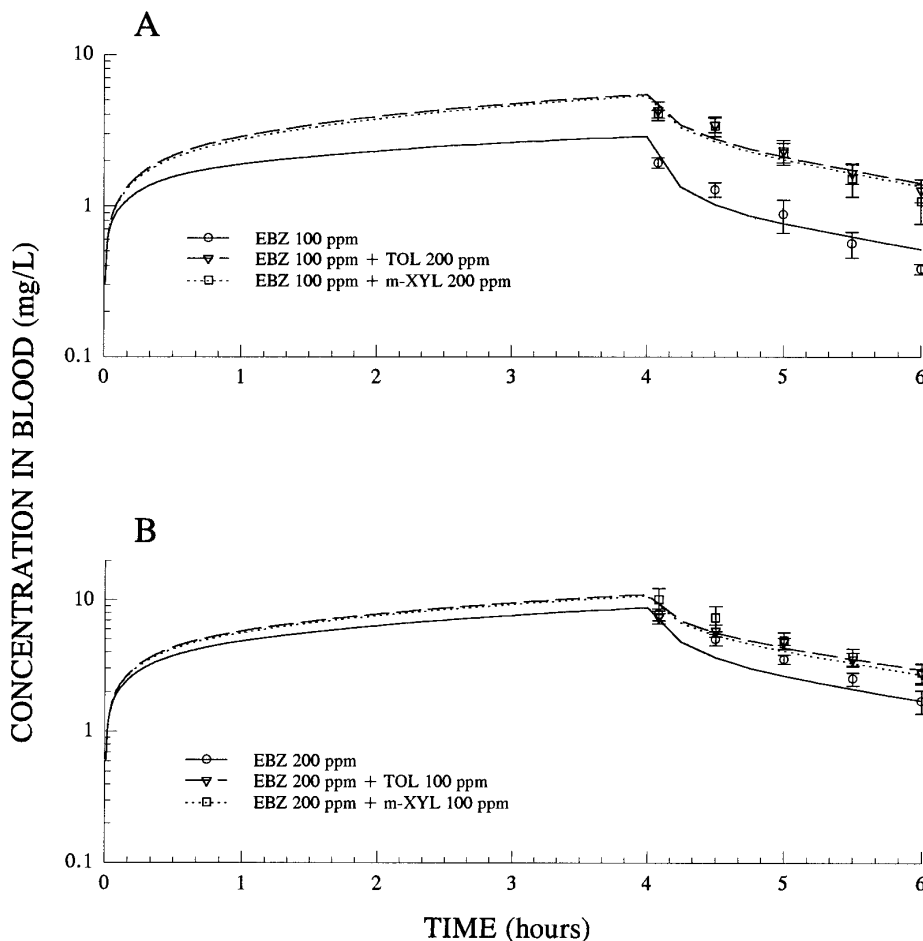 A
10
1
0.1
EBZ 100 ppm
EBZ 100 ppm + TOL 200 ppm
EBZ 100 ppm + m-XYL 200 ppm
0 1 2 3 4 5 6
CONCENTRATION IN BLOOD (mg/L)
B
10
1
0.1
EBZ 200 ppm
EBZ 200 ppm + TOL 100 ppm
EBZ 200 ppm + m-XYL 100 ppm
0 1 2 3 4 5 6
TIME (hours)